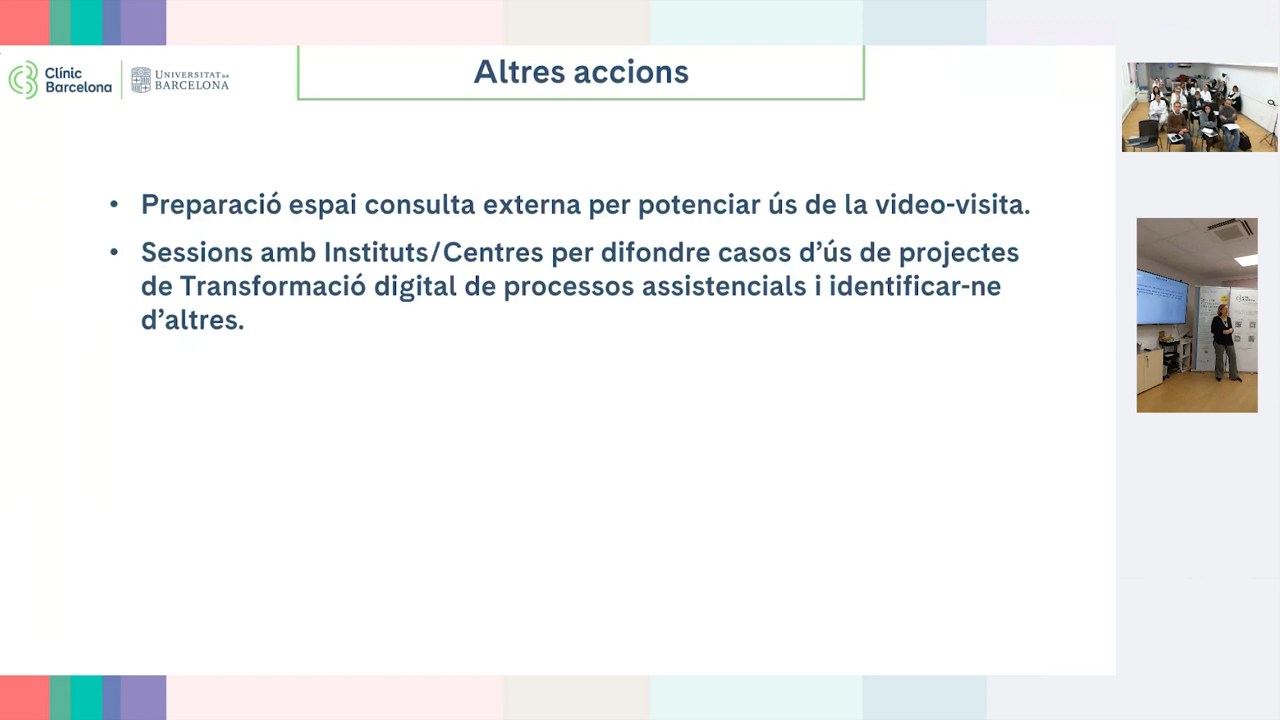 Altres accions
Clínic
Barcelona
UNIVERSITAT DE
BARCELONA
• Preparació espai consulta externa per potenciar ús de la video-visita.
• Sessions amb Instituts/Centres per difondre casos d’ús de projectes
de Transformació digital de processos assistencials i identificar-ne
d’altres.